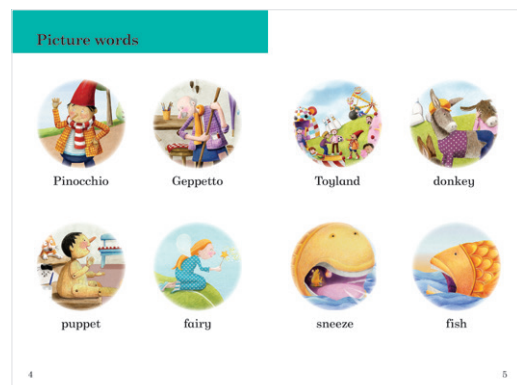 Picture words
Pinocchio
Geppetto
Toyland
donkey
puppet
fairy
sneeze
fish
4
5